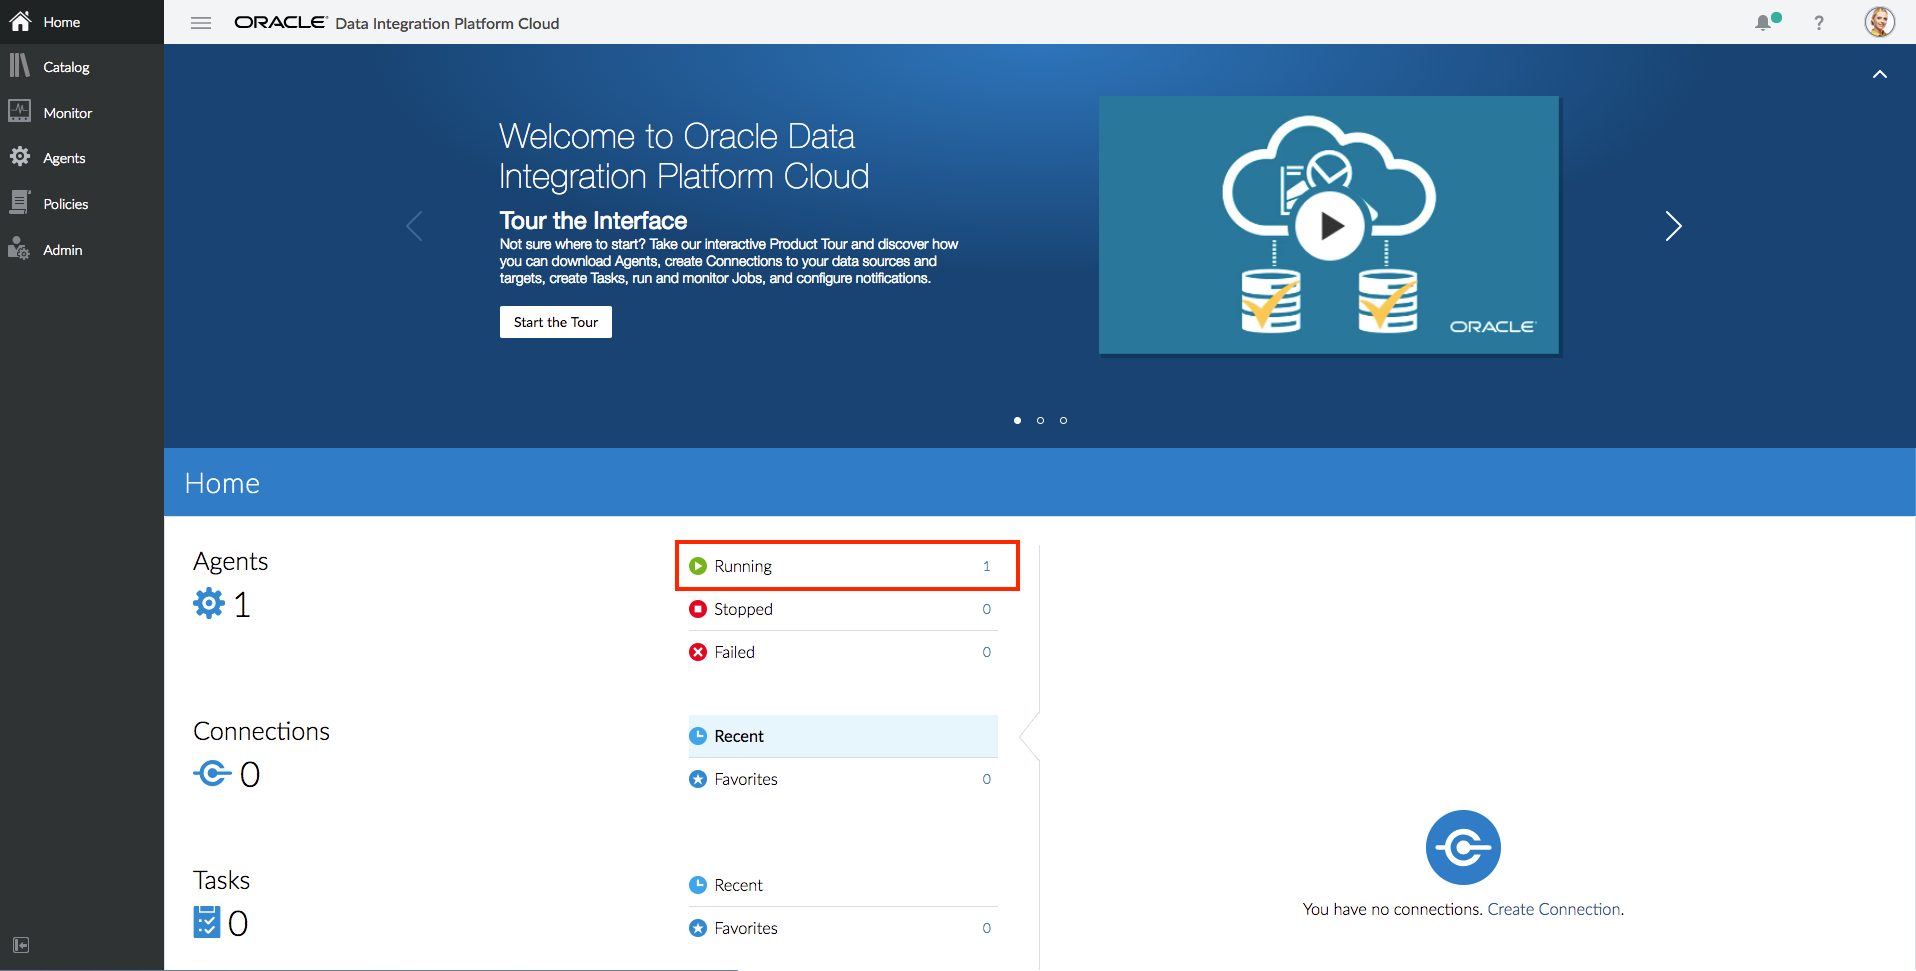 Home
ORACLE Data Integration Platform Cloud
?
Catalog
Monitor
Agents
Policies
Admin
Welcome to Oracle Data
Integration Platform Cloud
Tour the Interface
Not sure where to start? Take our interactive Product Tour and discover how
you can download Agents, create Connections to your data sources and
targets, create Tasks, run and monitor Jobs, and configure notifications.
Start the Tour
ORACLE
Home
Agents
1
Running 1
Stopped 0
Failed 0
Connections
0
Recent
Favorites 0
Tasks
0
Recent
Favorites 0
You have no connections. Create Connection.